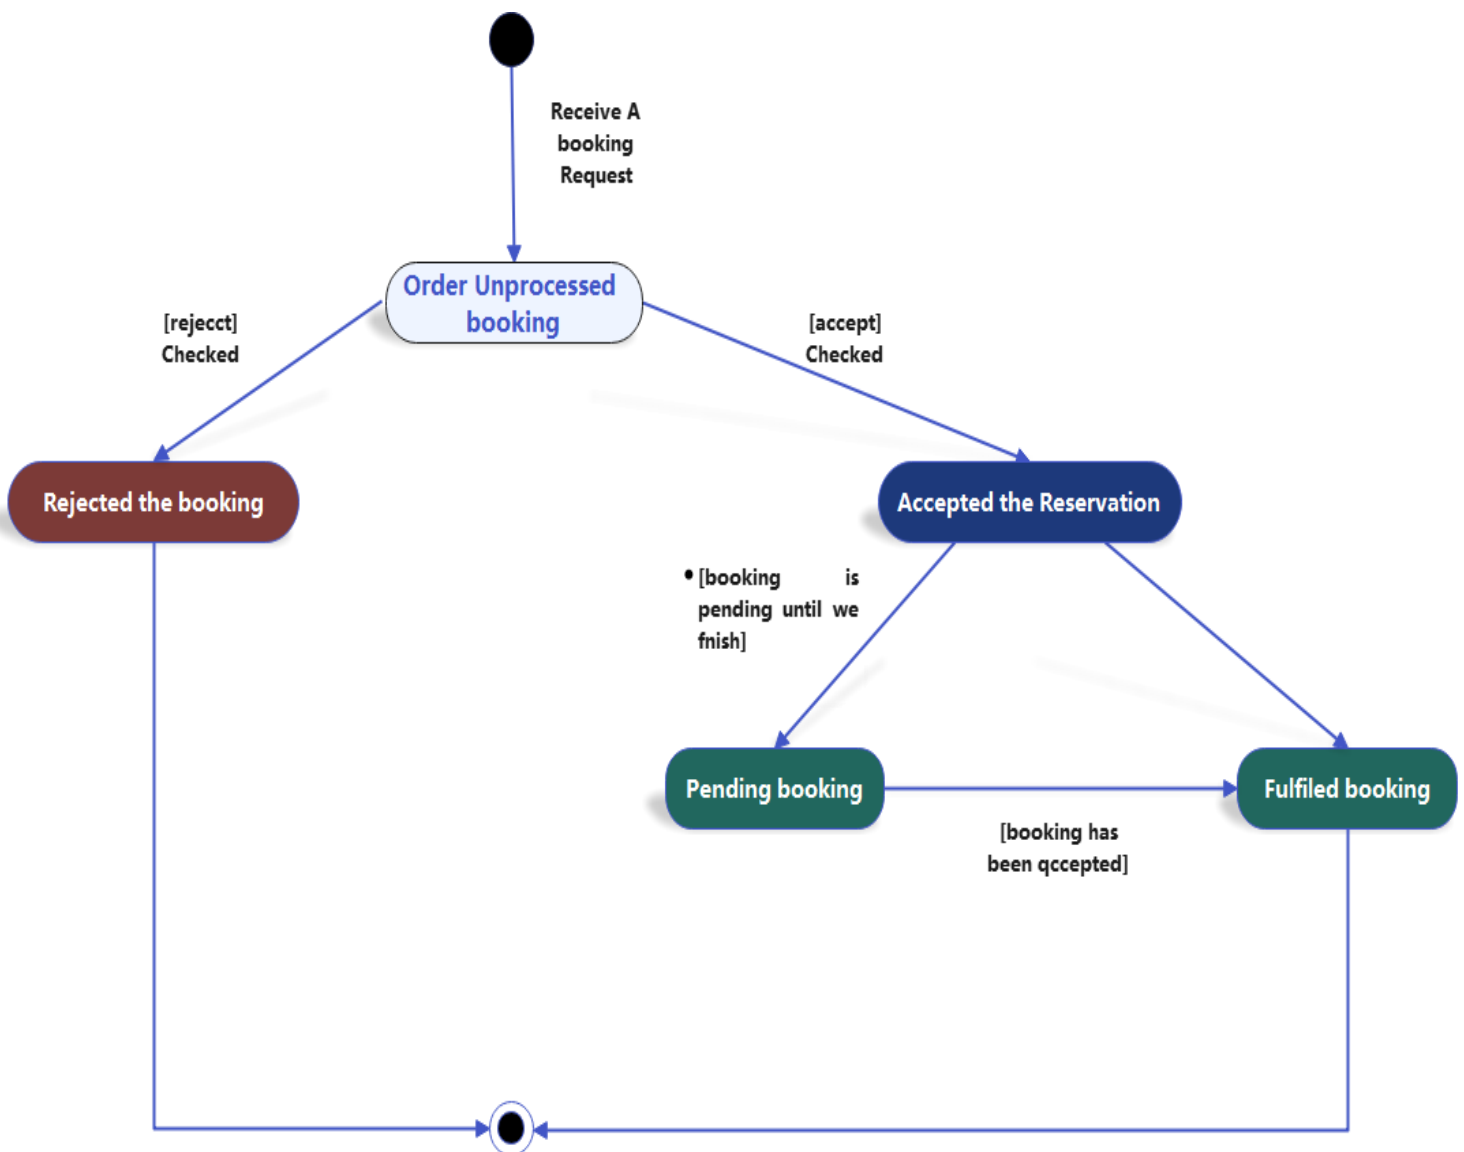 Receive A
booking
Request
Order Unprocessed
booking
[rejecct]
Checked
[accept]
Checked
Rejected the booking
Accepted the Reservation
[booking is
pending until we
fnish]
Pending booking
Fulfiled booking
[booking has
been qccepted]